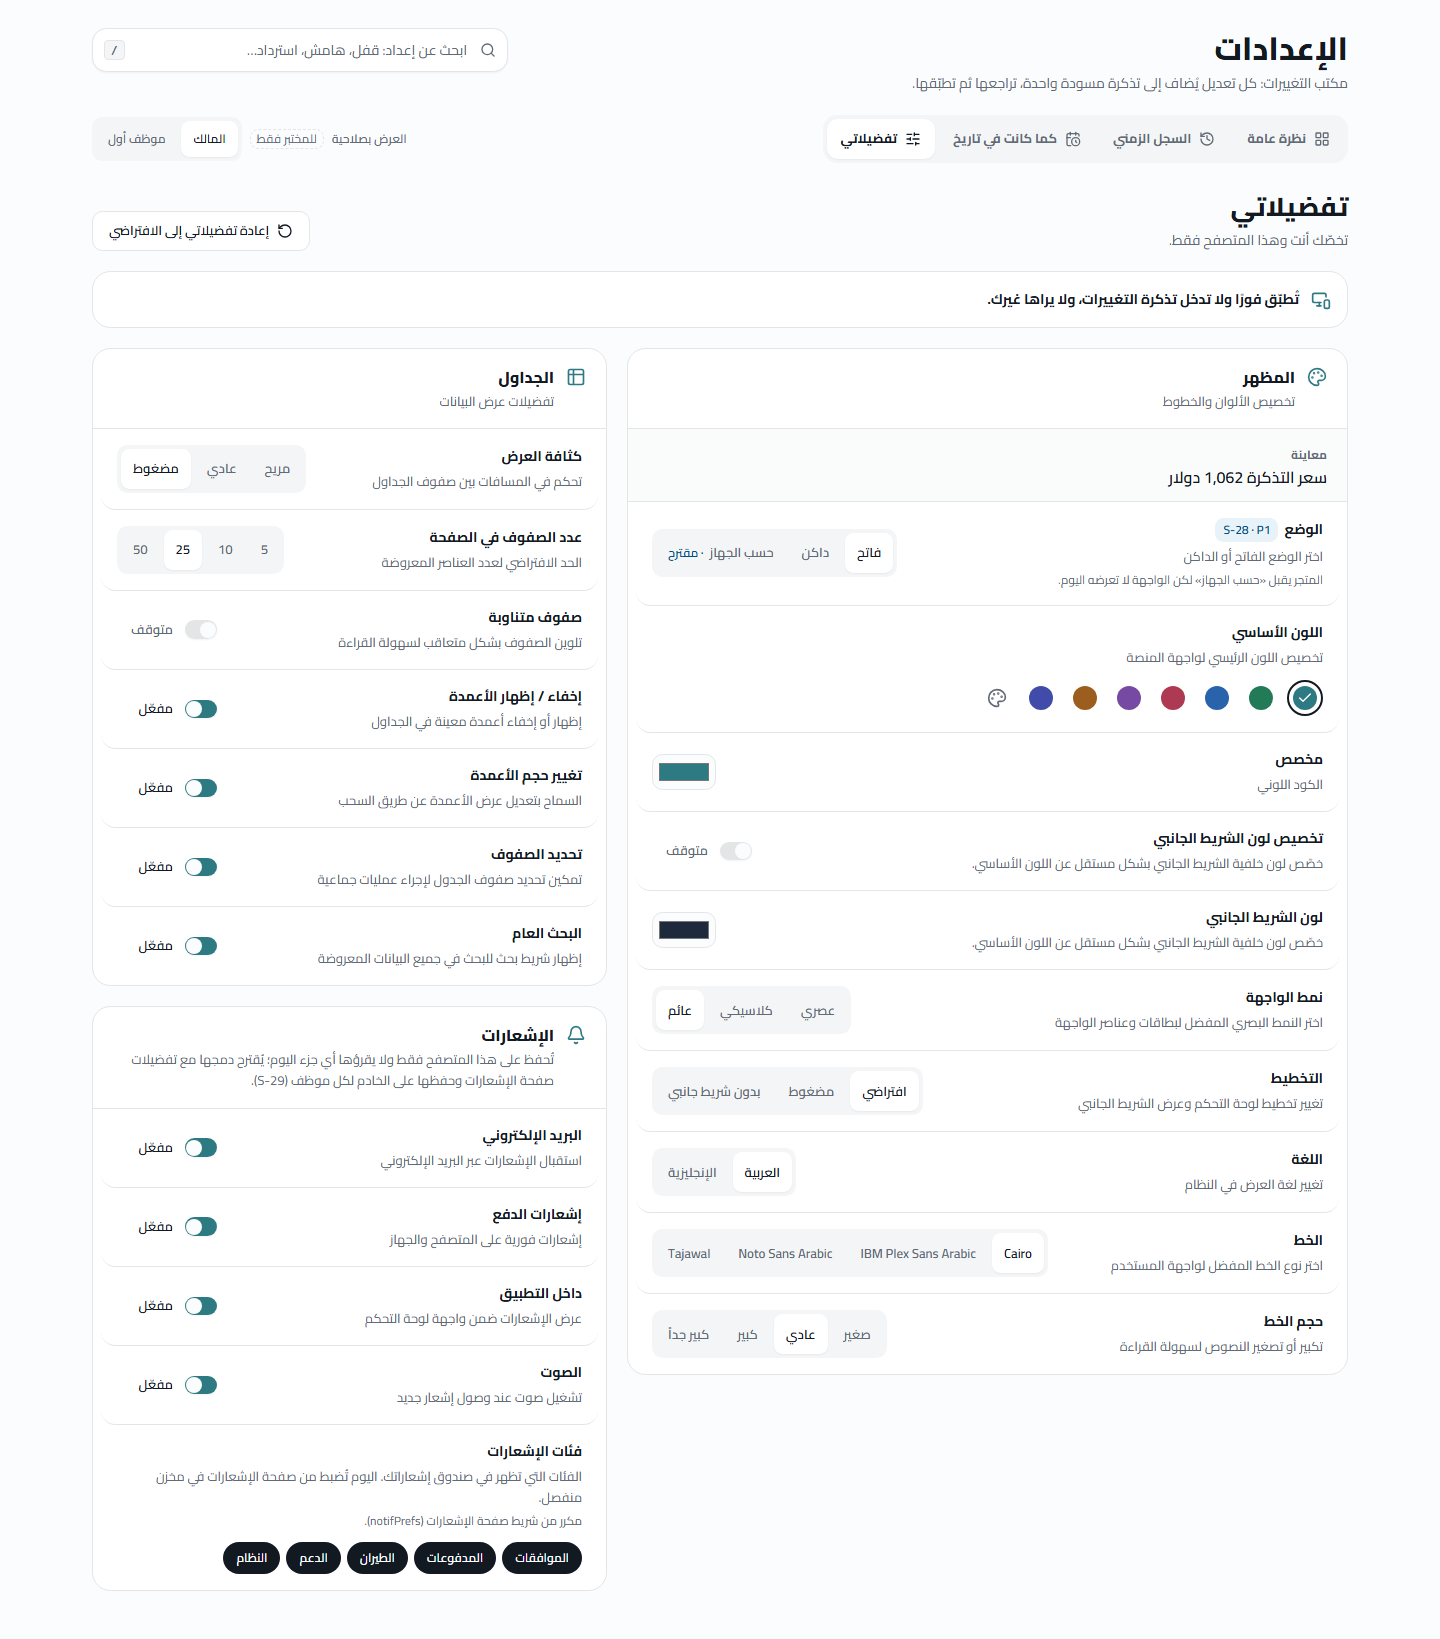 الإعدادات
مكتب التغييرات: كل تعديل يُضاف إلى تذكرة مسودة واحدة، تراجعها ثم تطبّقها.
ابحث عن إعداد: قفل، هامش، استرداد...
/
نظرة عامة
السجل الزمني
كما كانت في تاريخ
تفضيلاتي
العرض بصلاحية
للمختبر فقط
المالك
موظف أول
تفضيلاتي
تخصّك أنت وهذا المتصفح فقط.
إعادة تفضيلاتي إلى الافتراضي
تُطبّق فورًا ولا تدخل تذكرة التغييرات، ولا يراها غيرك.
المظهر
تخصيص الألوان والخطوط
معاينة
سعر التذكرة 1,062 دولار
الوضع S-28 · P1
اختر الوضع الفاتح أو الداكن
المتجر يقبل «حسب الجهاز» لكن الواجهة لا تعرضه اليوم.
فاتح
داكن
حسب الجهاز · مقترح
اللون الأساسي
تخصيص اللون الرئيسي لواجهة المنصة
مخصص
الكود اللوني
تخصيص لون الشريط الجانبي
خصّص لون خلفية الشريط الجانبي بشكل مستقل عن اللون الأساسي.
متوقف
لون الشريط الجانبي
خصّص لون خلفية الشريط الجانبي بشكل مستقل عن اللون الأساسي.
نمط الواجهة
اختر النمط البصري المفضل لبطاقات وعناصر الواجهة
عصري
كلاسيكي
عائم
التخطيط
تغيير تخطيط لوحة التحكم وعرض الشريط الجانبي
افتراضي
مضغوط
بدون شريط جانبي
اللغة
تغيير لغة العرض في النظام
العربية
الإنجليزية
الخط
اختر نوع الخط المفضل لواجهة المستخدم
Cairo
IBM Plex Sans Arabic
Noto Sans Arabic
Tajawal
حجم الخط
تكبير أو تصغير النصوص لسهولة القراءة
صغير
عادي
كبير
كبير جداً
الجداول
تفضيلات عرض البيانات
كثافة العرض
تحكم في المسافات بين صفوف الجداول
مريح
عادي
مضغوط
عدد الصفوف في الصفحة
الحد الافتراضي لعدد العناصر المعروضة
5
10
25
50
صفوف متناوبة
تلوين الصفوف بشكل متعاقب لسهولة القراءة
متوقف
إخفاء / إظهار الأعمدة
إظهار أو إخفاء أعمدة معينة في الجداول
مفعّل
تغيير حجم الأعمدة
السماح بتعديل عرض الأعمدة عن طريق السحب
مفعّل
تحديد الصفوف
تمكين تحديد صفوف الجدول لإجراء عمليات جماعية
مفعّل
البحث العام
إظهار شريط بحث للبحث في جميع البيانات المعروضة
مفعّل
الإشعارات
تُحفظ على هذا المتصفح فقط ولا يقرؤها أي جزء اليوم؛ يُقترح دمجها مع تفضيلات
صفحة الإشعارات وحفظها على الخادم لكل موظف (S-29).
البريد الإلكتروني
استقبال الإشعارات عبر البريد الإلكتروني
مفعّل
إشعارات الدفع
إشعارات فورية على المتصفح والجهاز
مفعّل
داخل التطبيق
عرض الإشعارات ضمن واجهة لوحة التحكم
مفعّل
الصوت
تشغيل صوت عند وصول إشعار جديد
مفعّل
فئات الإشعارات
الفئات التي تظهر في صندوق إشعاراتك. اليوم تُضبط من صفحة الإشعارات في مخزن
منفصل.
مكرر من شريط صفحة الإشعارات (notifPrefs).
الموافقات
المدفوعات
الطيران
الدعم
النظام